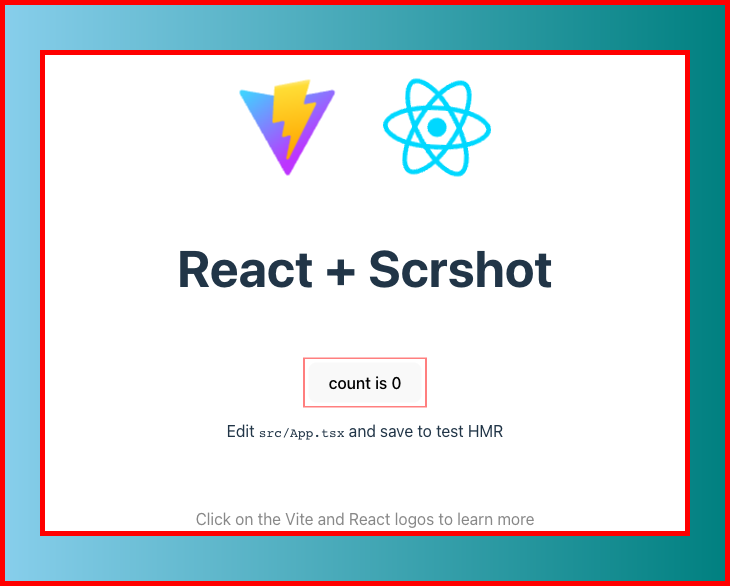 React + Scrshot
count is 0
Edit src/App.tsx and save to test HMR
Click on the Vite and React logos to learn more